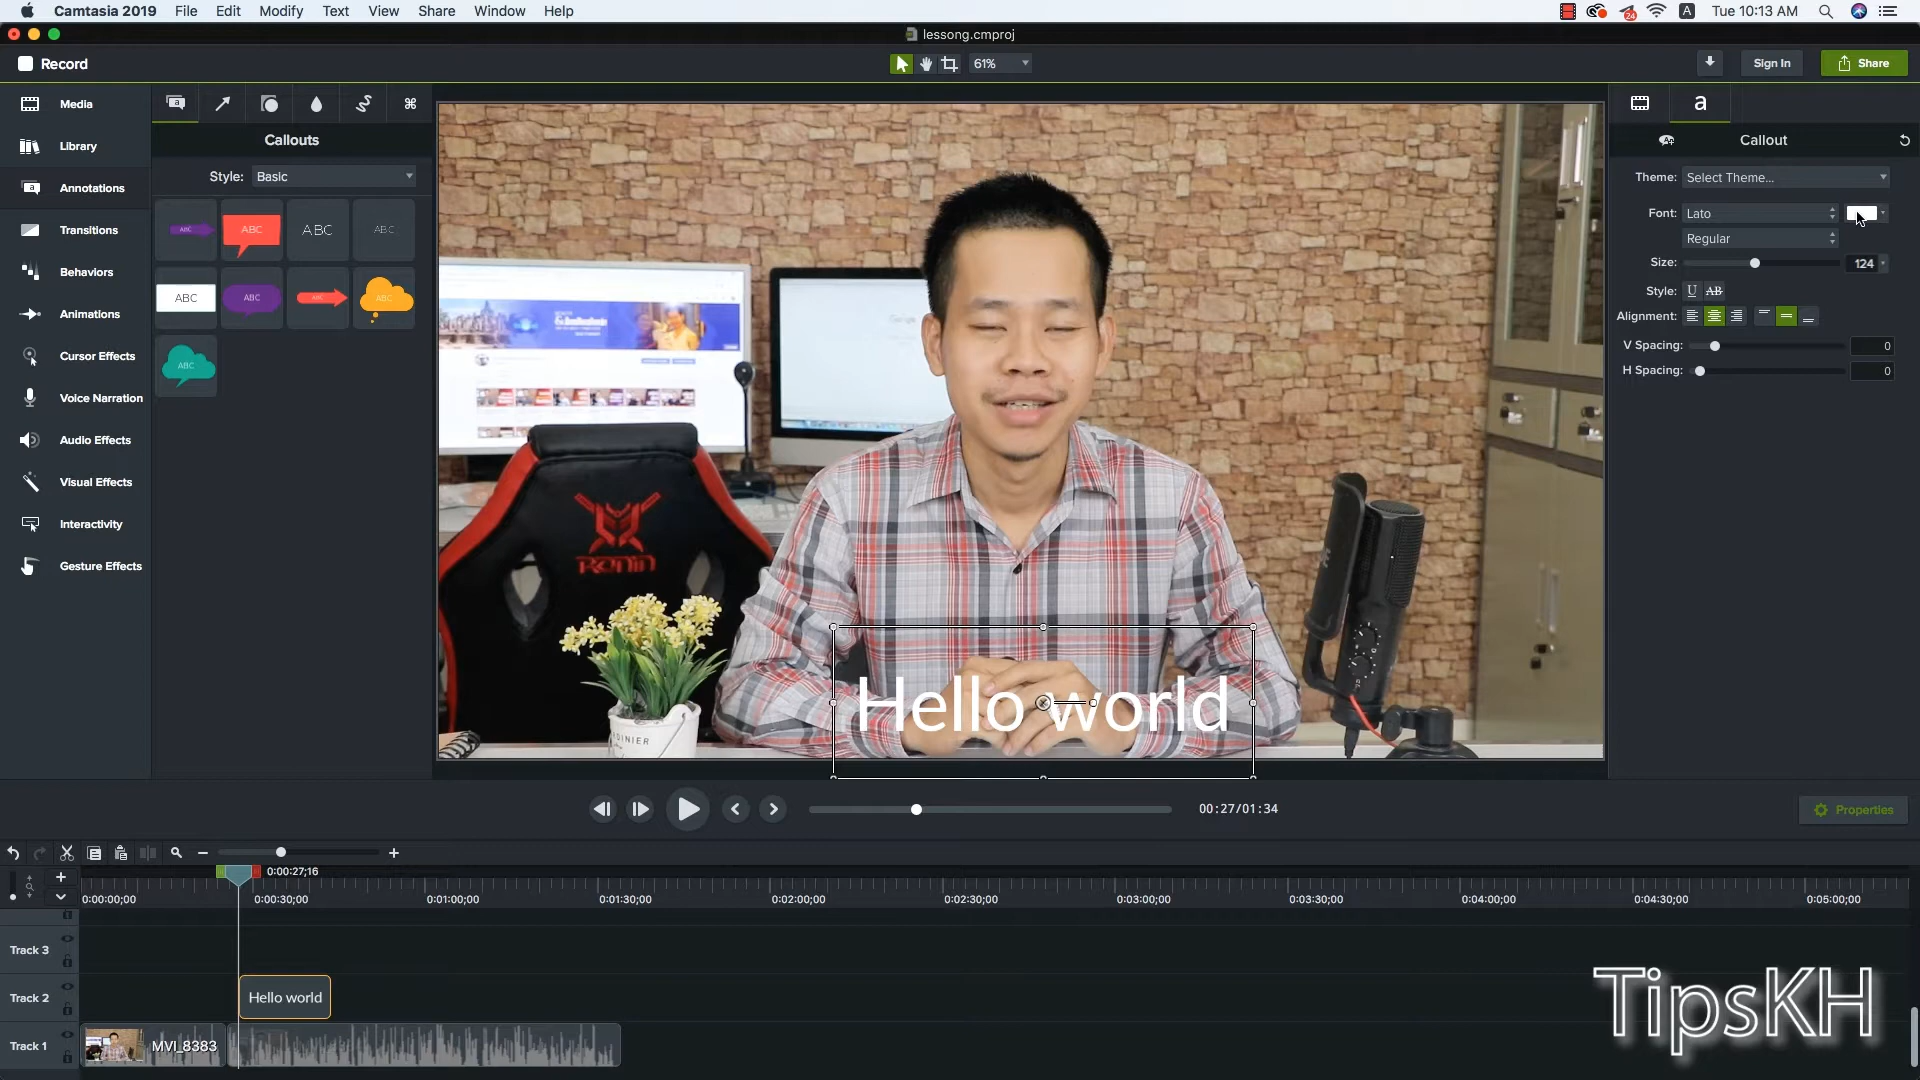 Camtasia 2019 File Edit Modify Text View Share Window Help
24 A Tue 10:13 AM
lessong.cmproj
Record
61%
Sign In
Share
Media
Library
Annotations
Transitions
Behaviors
Animations
Cursor Effects
Voice Narration
Audio Effects
Visual Effects
Interactivity
Gesture Effects
a
Callouts
Style: Basic
ABC ABC ABC ABC
ABC ABC ABC ABC
ABC
RONIN
Hello world
a
Callout
Theme: Select Theme...
Font: Lato
Regular
Size: 124
Style: U AB
Alignment:
V Spacing: 0
H Spacing: 0
00:27/01:34
Properties
0:00:27;16
0:00:00;00 0:00:30;00 0:01:00;00 0:01:30;00 0:02:00;00 0:02:30;00 0:03:00;00 0:03:30;00 0:04:00;00 0:04:30;00 0:05:00;00
Track 3
Track 2 Hello world
Track 1 MVI_8383
TipsKH